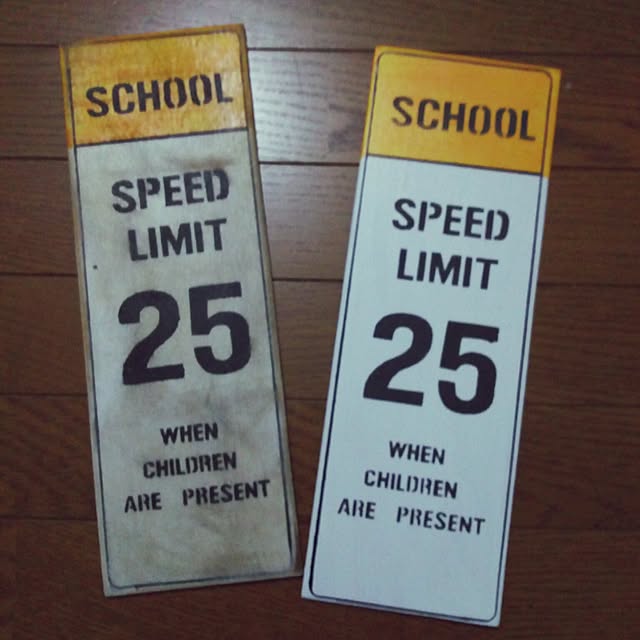 SCHOOL
SPEED
LIMIT
25
WHEN
CHILDREN
ARE PRESENT
SCHOOL
SPEED
LIMIT
25
WHEN
CHILDREN
ARE PRESENT